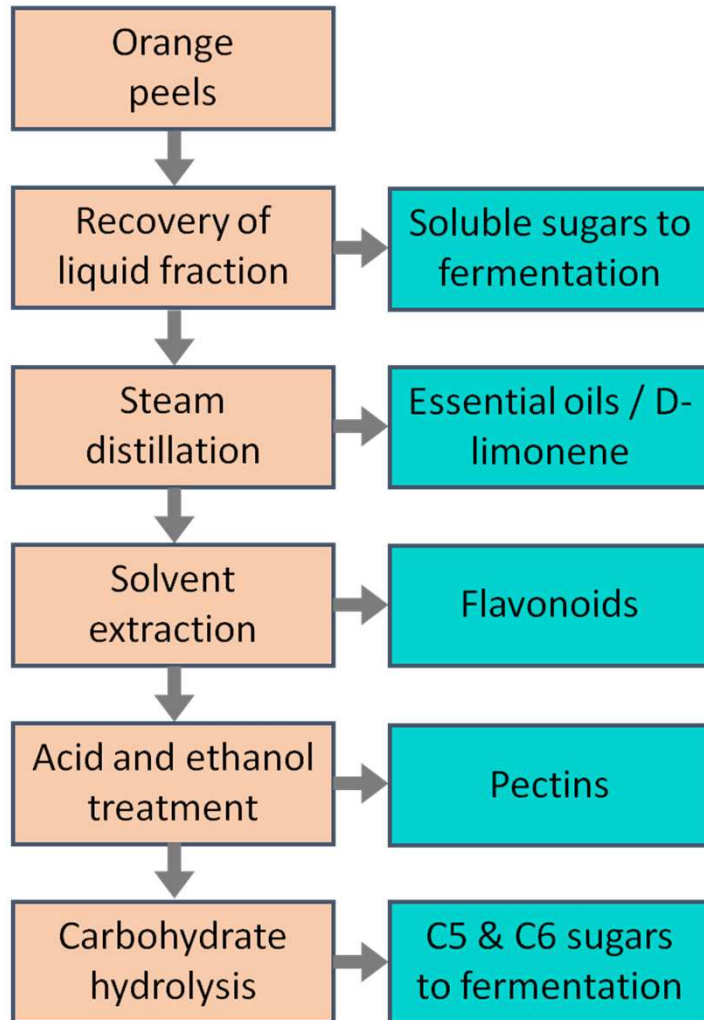 Orange
peels
Recovery of
liquid fraction
Soluble sugars to
fermentation
Steam
distillation
Essential oils / D-
limonene
Solvent
extraction
Flavonoids
Acid and ethanol
treatment
Pectins
Carbohydrate
hydrolysis
C5 & C6 sugars
to fermentation